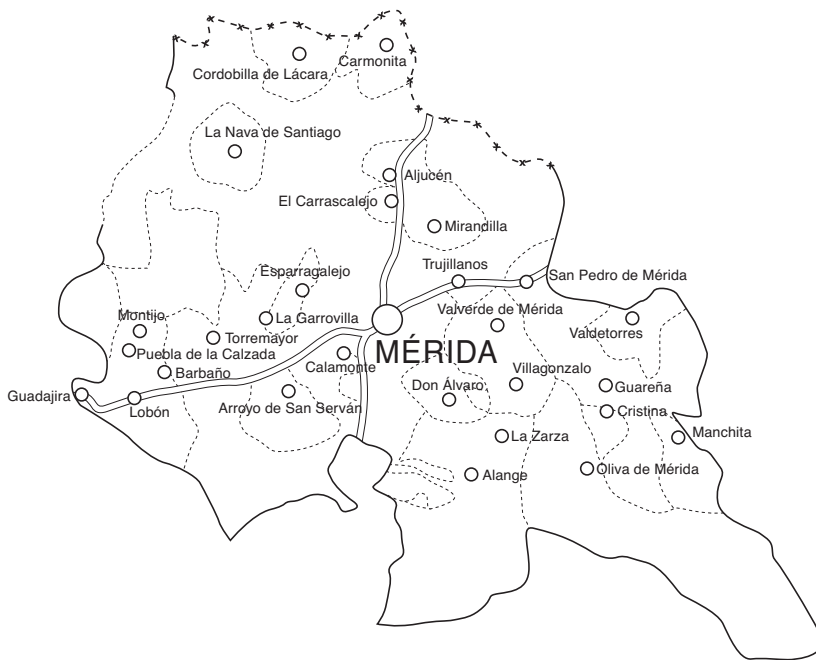 Carmonita
Cordobilla de Lácara
La Nava de Santiago
Aljucén
El Carrascalejo
Mirandilla
Trujillanos
Esparragalejo
San Pedro de Mérida
Montijo
La Garrovilla
Valverde de Mérida
Valdetorres
Torremayor
MÉRIDA
Puebla de la Calzada
Calamonte
Barbaño
Villagonzalo
Don Álvaro
Guareña
Guadajira
Lobón
Arroyo de San Serván
Cristina
Manchita
La Zarza
Alange
Oliva de Mérida